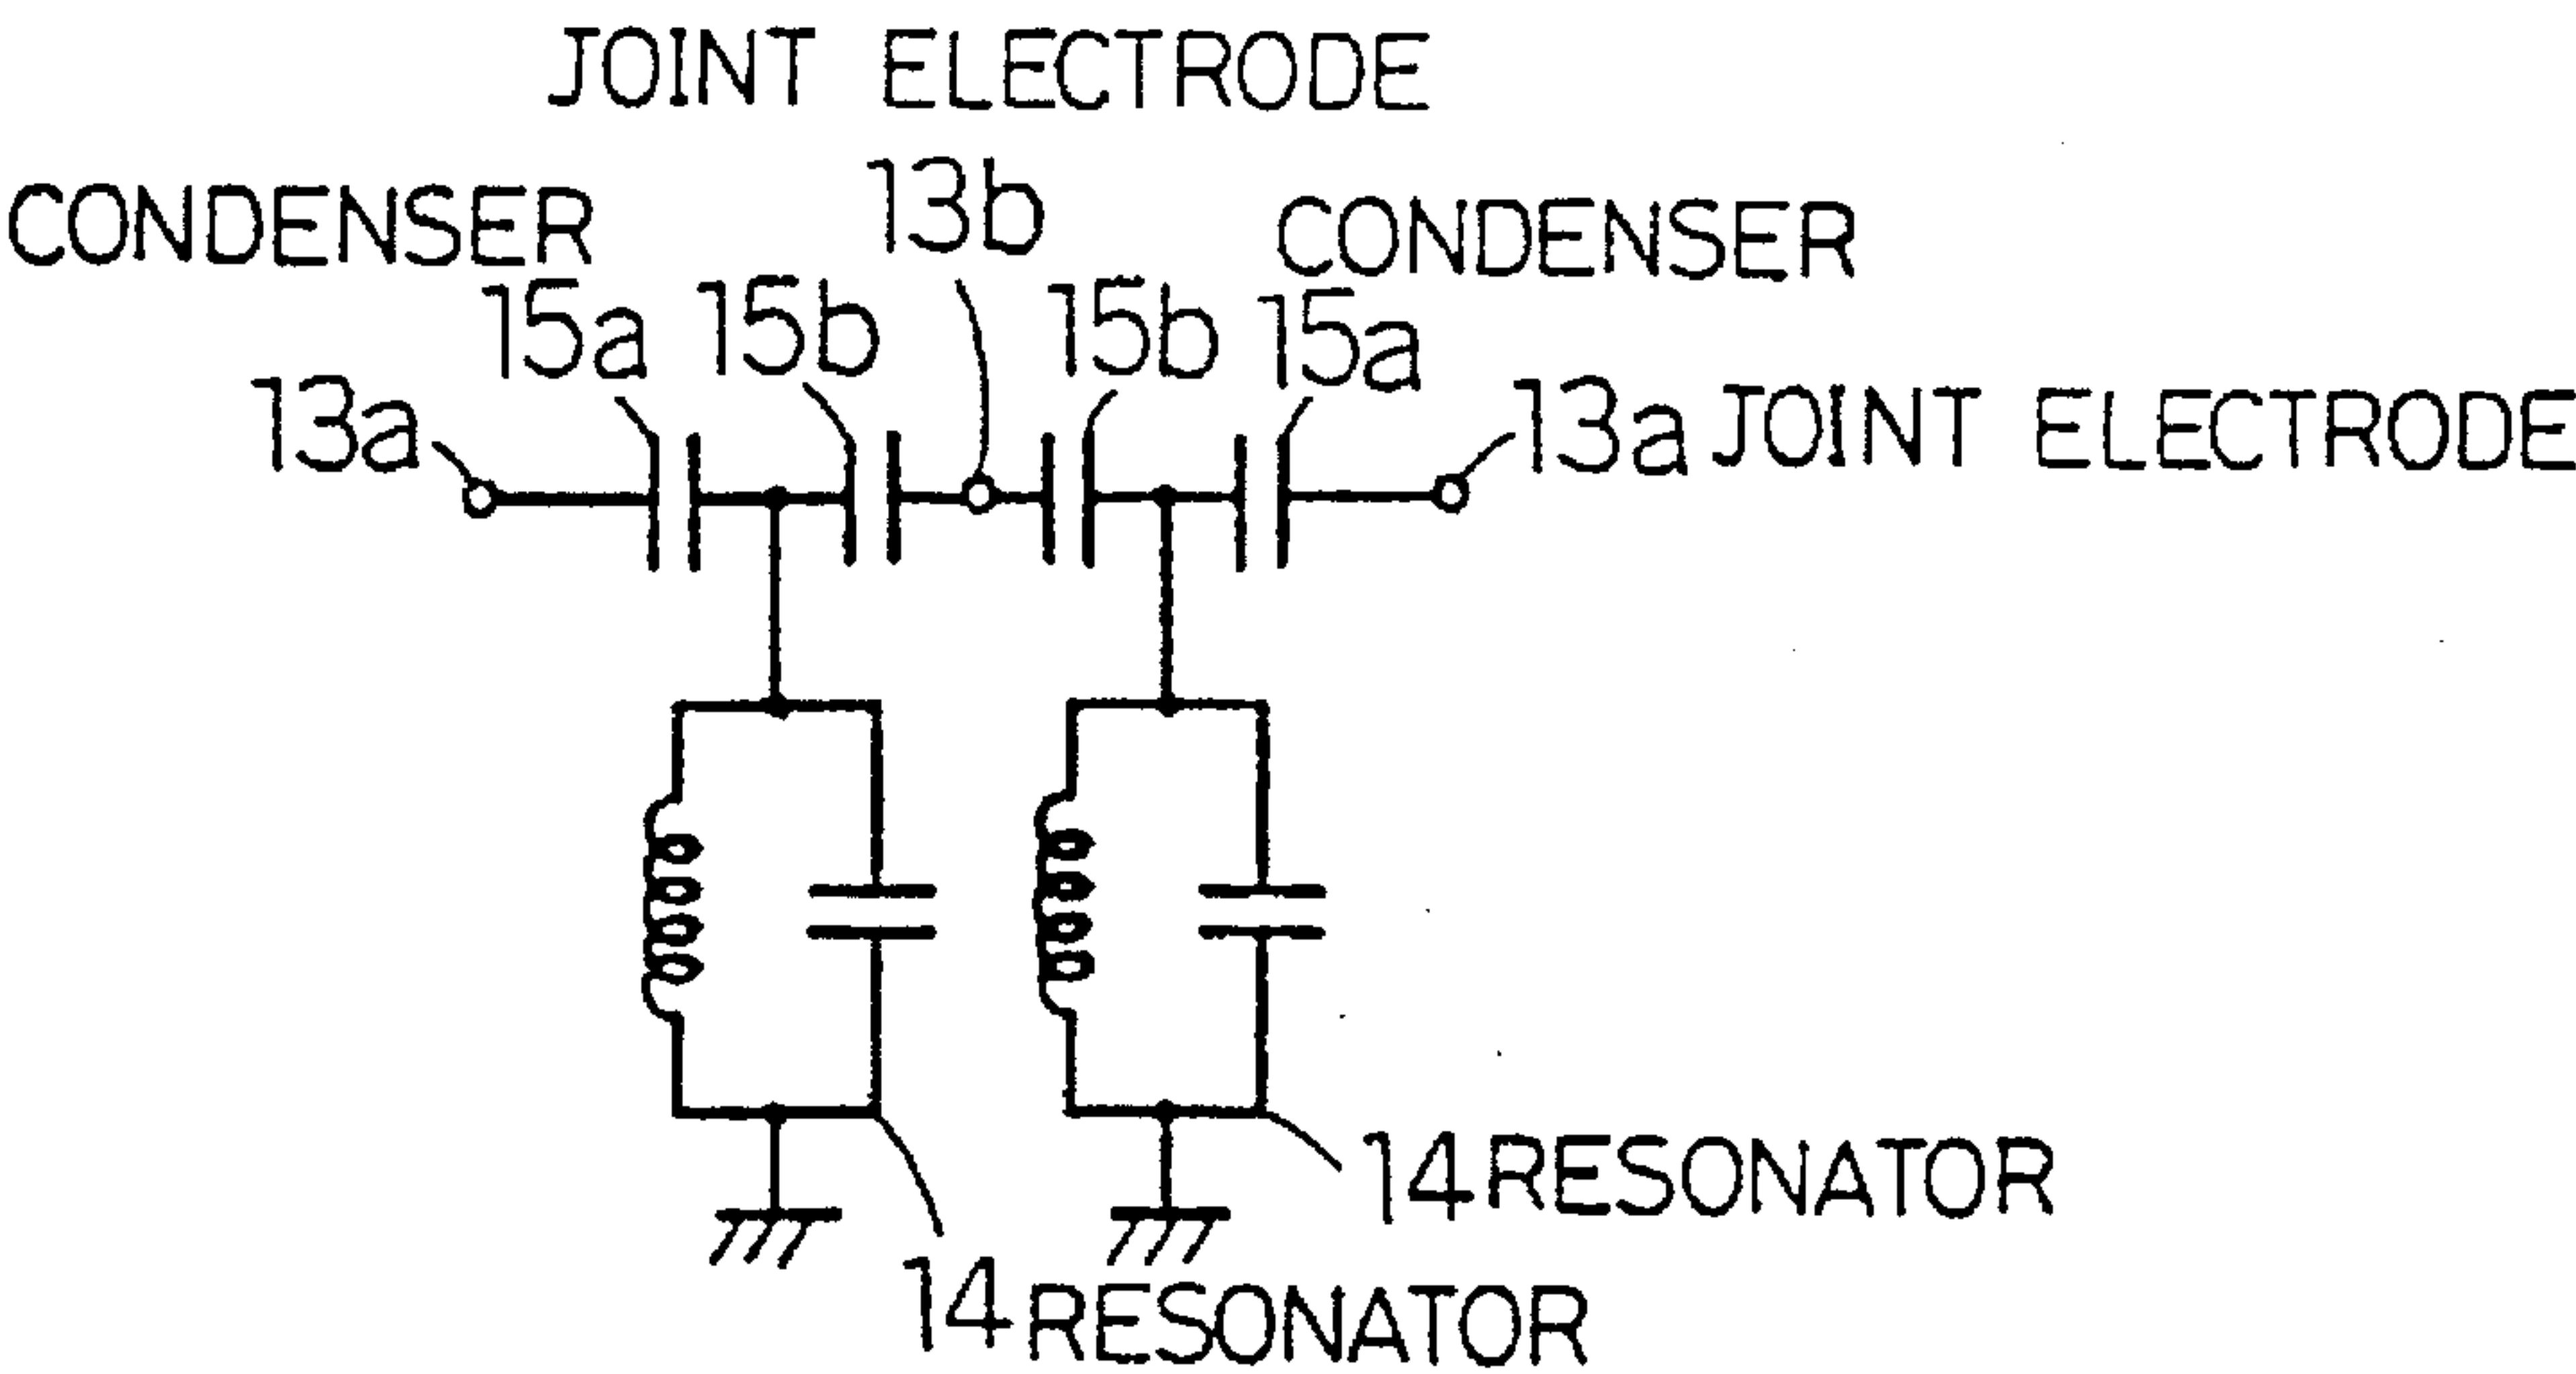 JOINT ELECTRODE
13b
CONDENSER
CONDENSER
15a 15b 15b 15a
13a
13a JOINT ELECTRODE
14 RESONATOR
14 RESONATOR